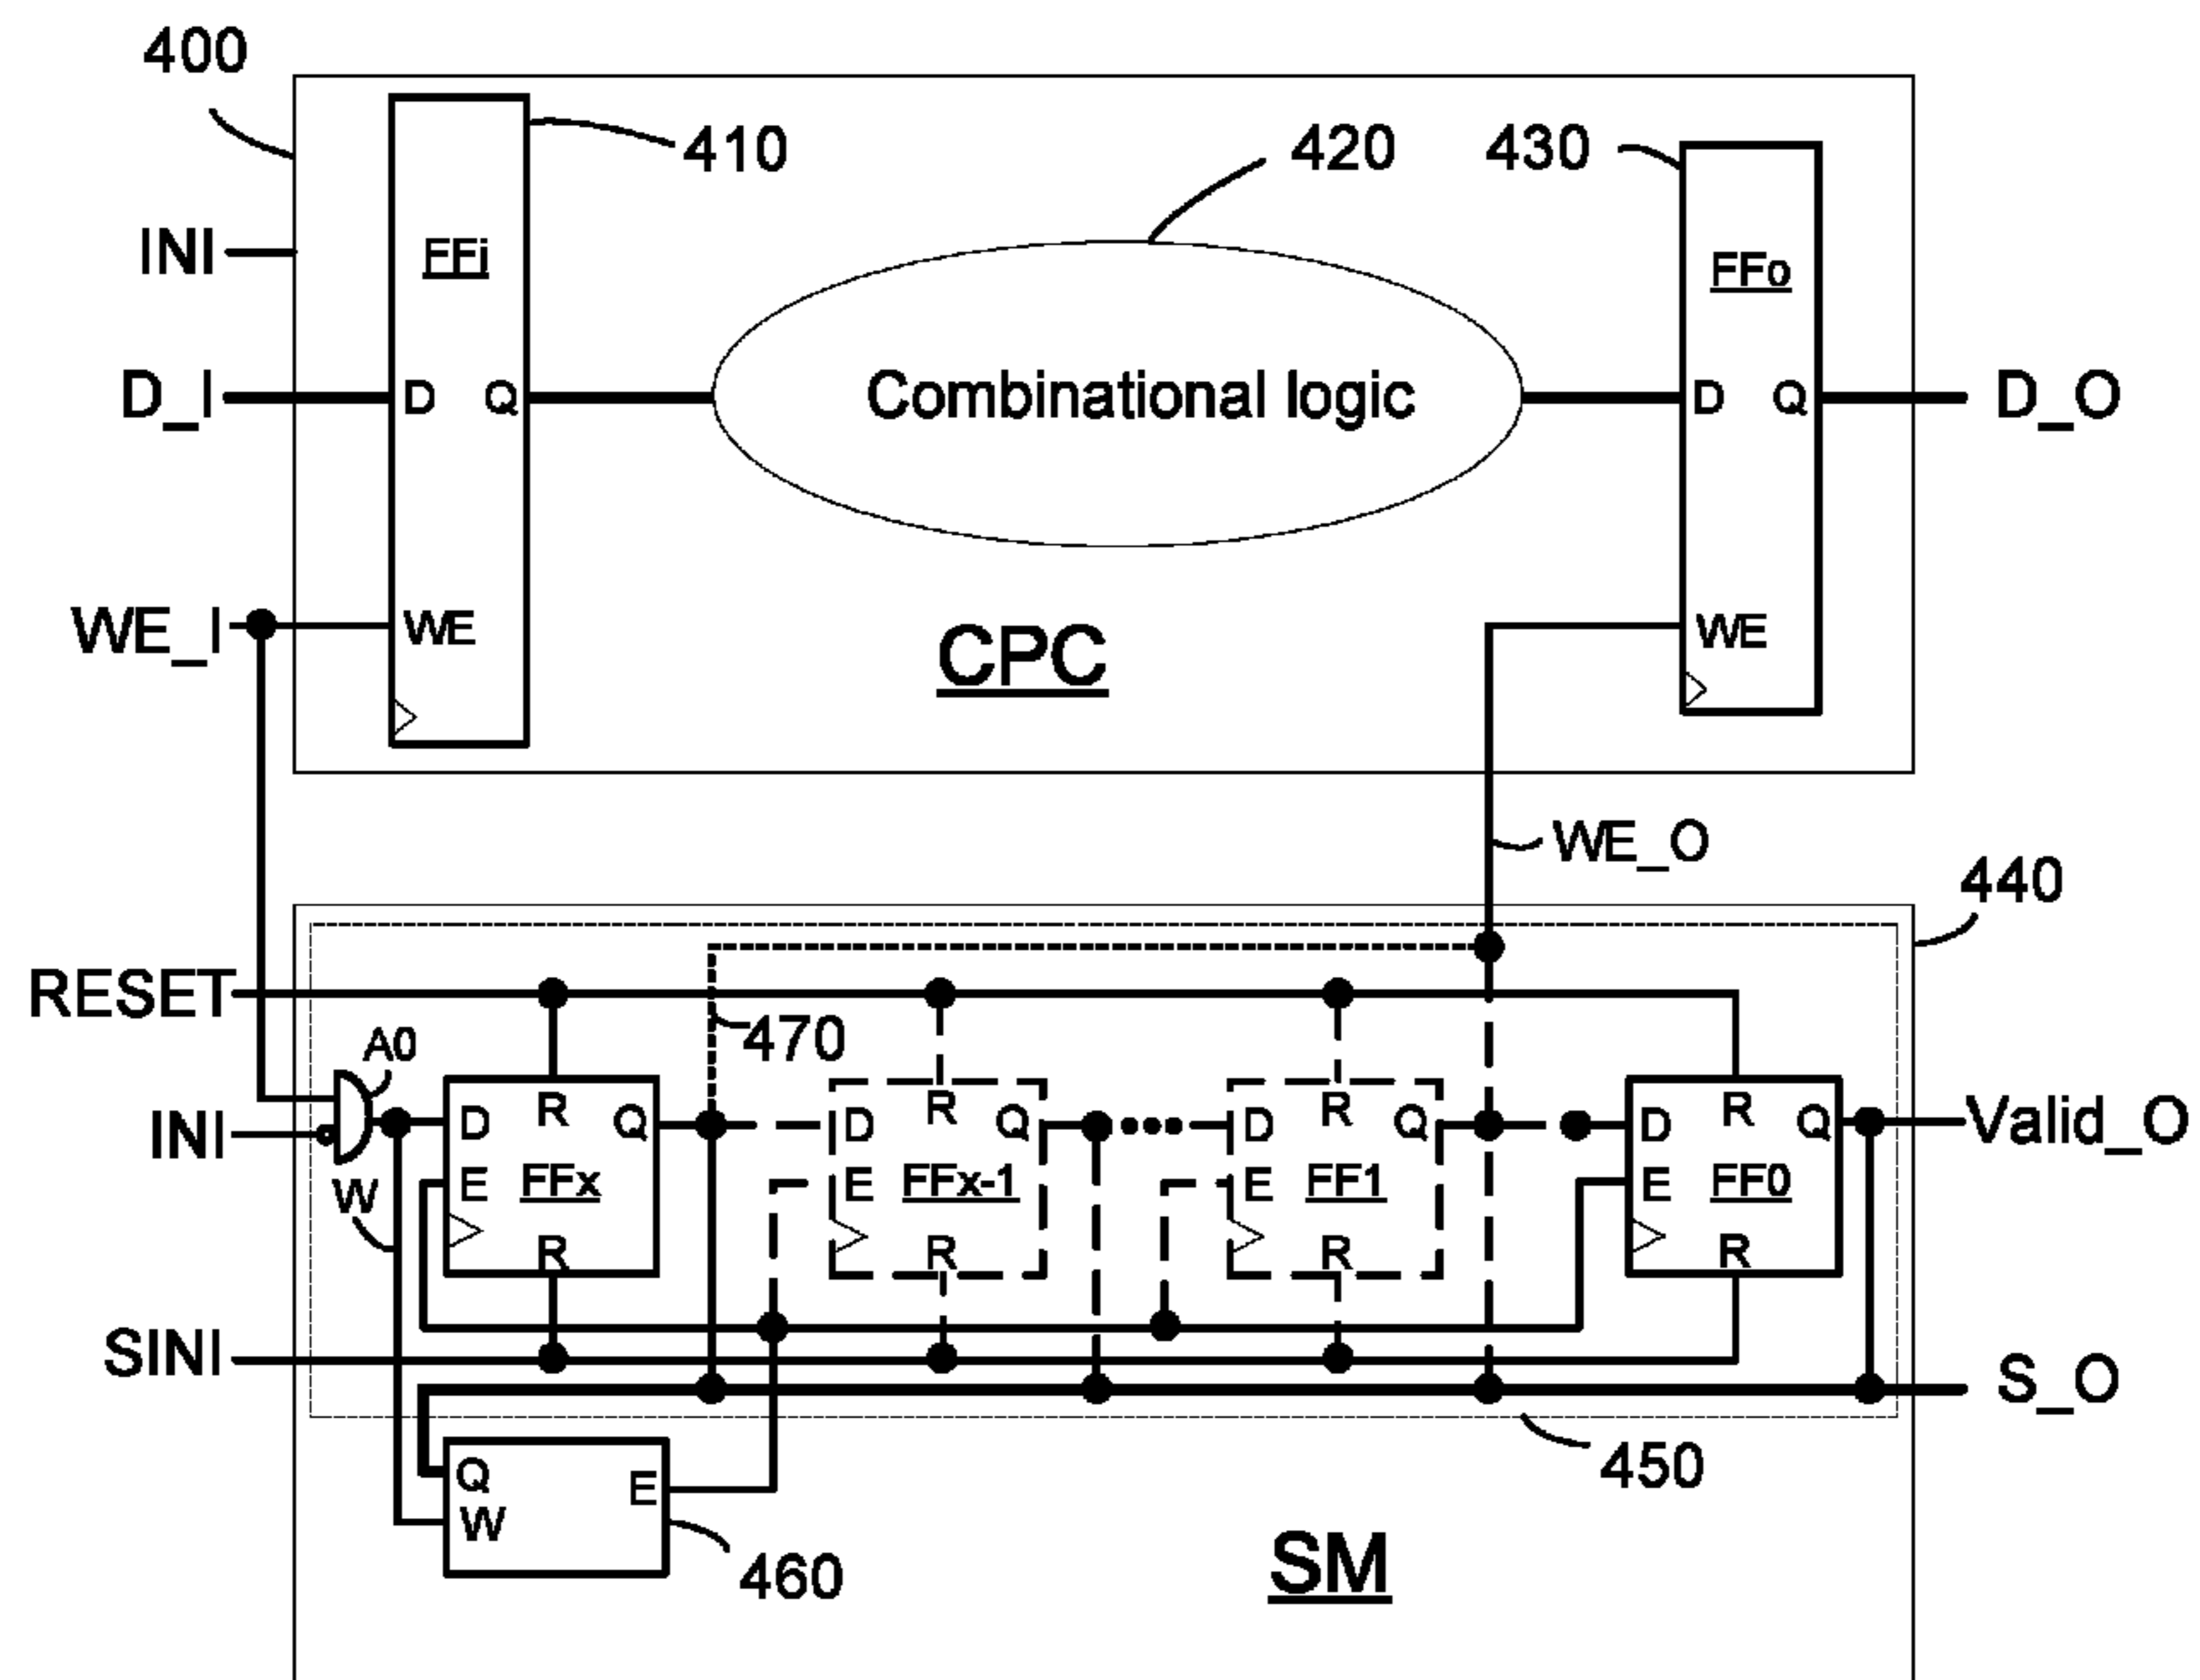 400
410
420
430
INI
FFi
FFo
D_I
D Q
Combinational logic
D Q
D_O
WE_I
WE
WE
CPC
WE_O
440
RESET
A0
470
INI
D R Q
D R Q
D R Q
D R Q
Valid_O
W
E FFx
E FFx-1
E FF1
E FF0
R
R
R
R
SINI
S_O
450
Q E
W
460
SM